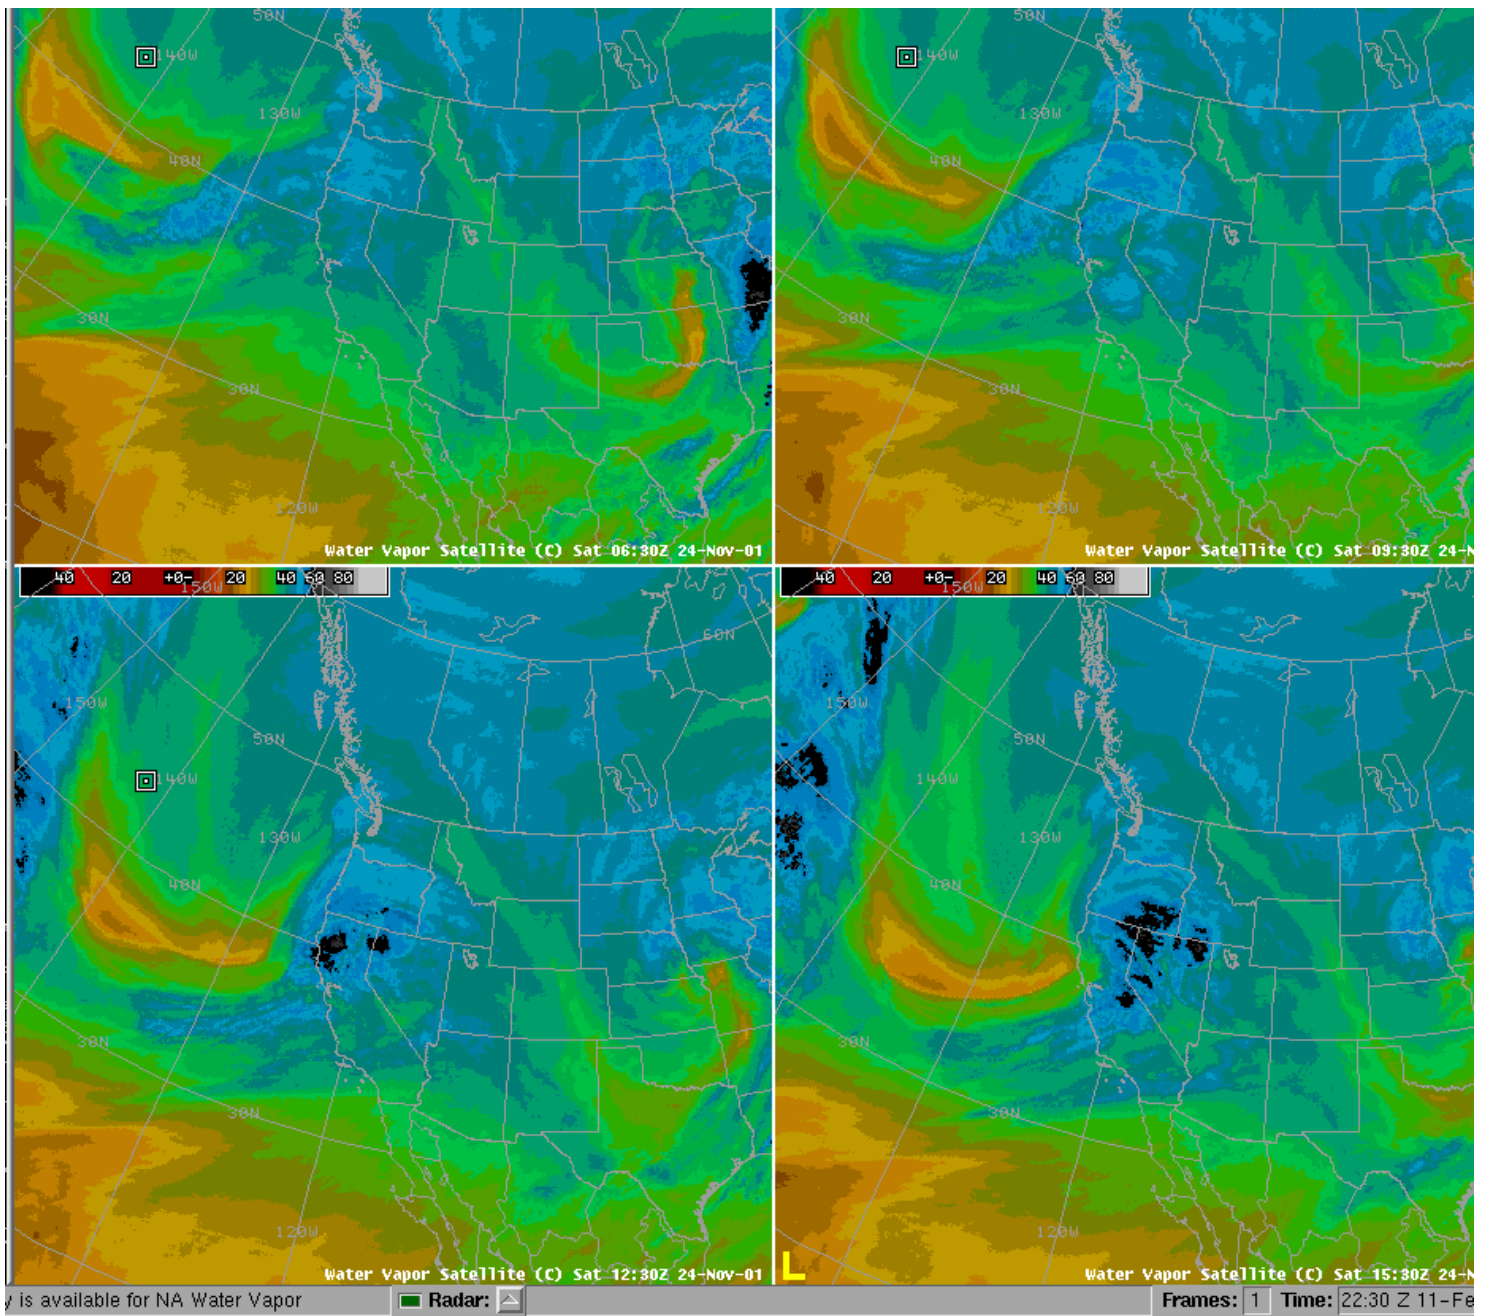 50N 50N
140W 140W
130W 130W
40N 40N
30N 30N
30N 30N
120W 120W
Water Vapor Satellite (C) Sat 06:30Z 24-Nov-01 Water Vapor Satellite (C) Sat 09:30Z 24-N
40 20 +0- 20 40 60 80 40 20 +0- 20 40 60 80
150W 150W
60N 6
150W 150W
50N 50N
140W 140W
130W 130W
40N 40N
30N 30N
30N 30N
120W 120W
Water Vapor Satellite (C) Sat 12:30Z 24-Nov-01 L Water Vapor Satellite (C) Sat 15:30Z 24-N
y is available for NA Water Vapor Radar: Frames: 1 Time: 22:30 Z 11-Fe